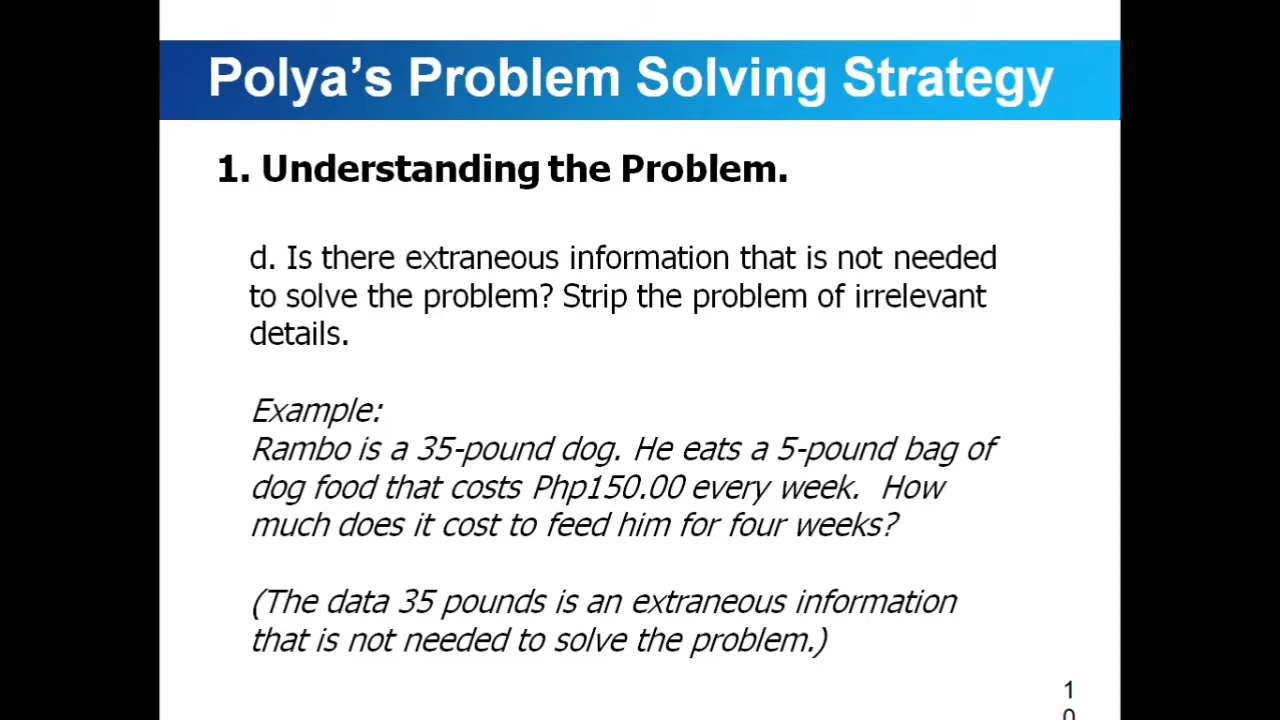 Polya’s Problem Solving Strategy
1. Understanding the Problem.
d. Is there extraneous information that is not needed
to solve the problem? Strip the problem of irrelevant
details.
Example:
Rambo is a 35-pound dog. He eats a 5-pound bag of
dog food that costs Php150.00 every week. How
much does it cost to feed him for four weeks?
(The data 35 pounds is an extraneous information
that is not needed to solve the problem.)
1
0